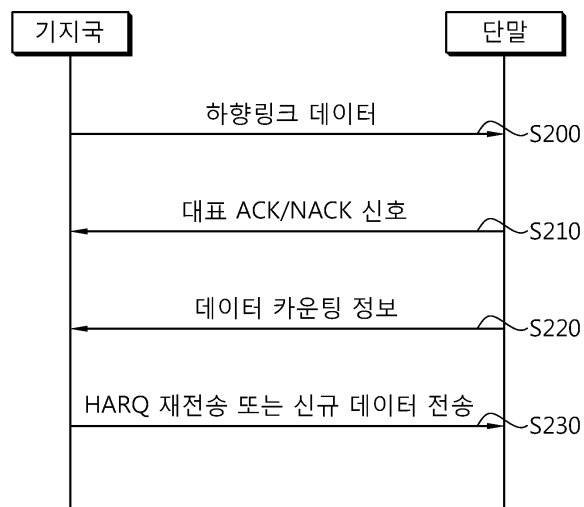 기지국
단말
하향링크 데이터
S200
대표 ACK/NACK 신호
S210
데이터 카운팅 정보
S220
HARQ 재전송 또는 신규 데이터 전송
S230